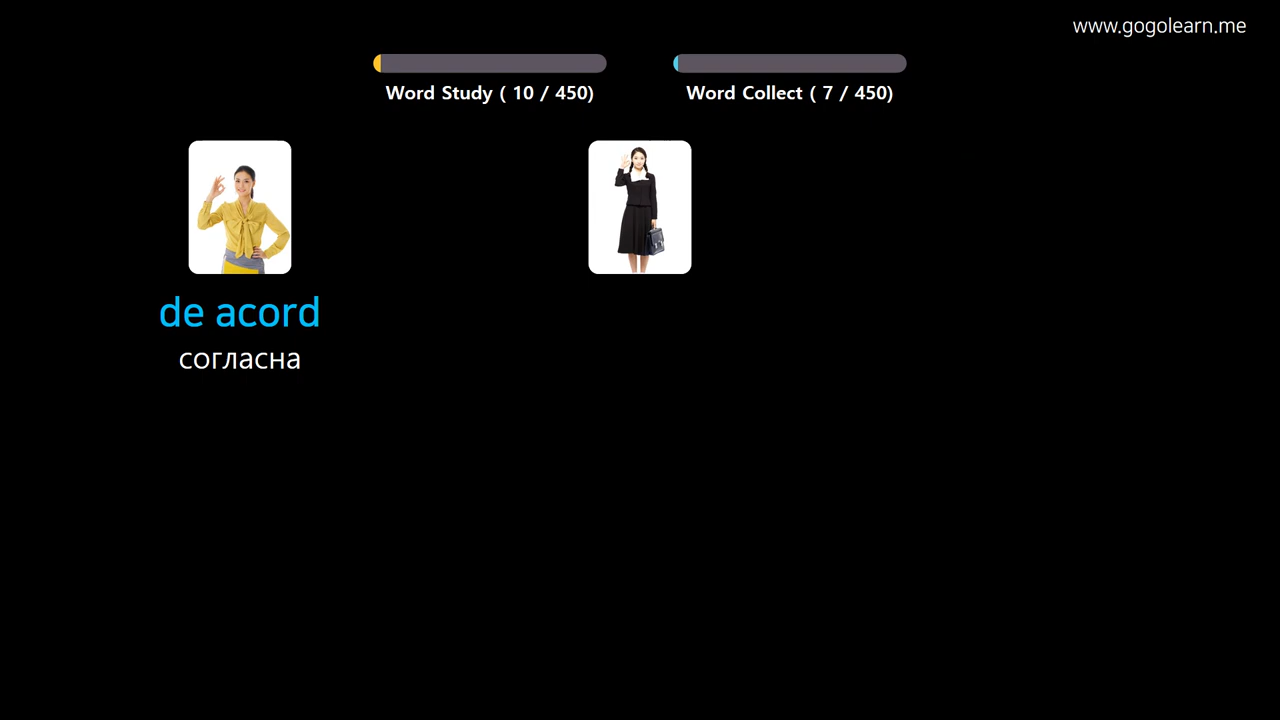 www.gogolearn.me
Word Study ( 10 / 450)
Word Collect ( 7 / 450)
de acord
согласна